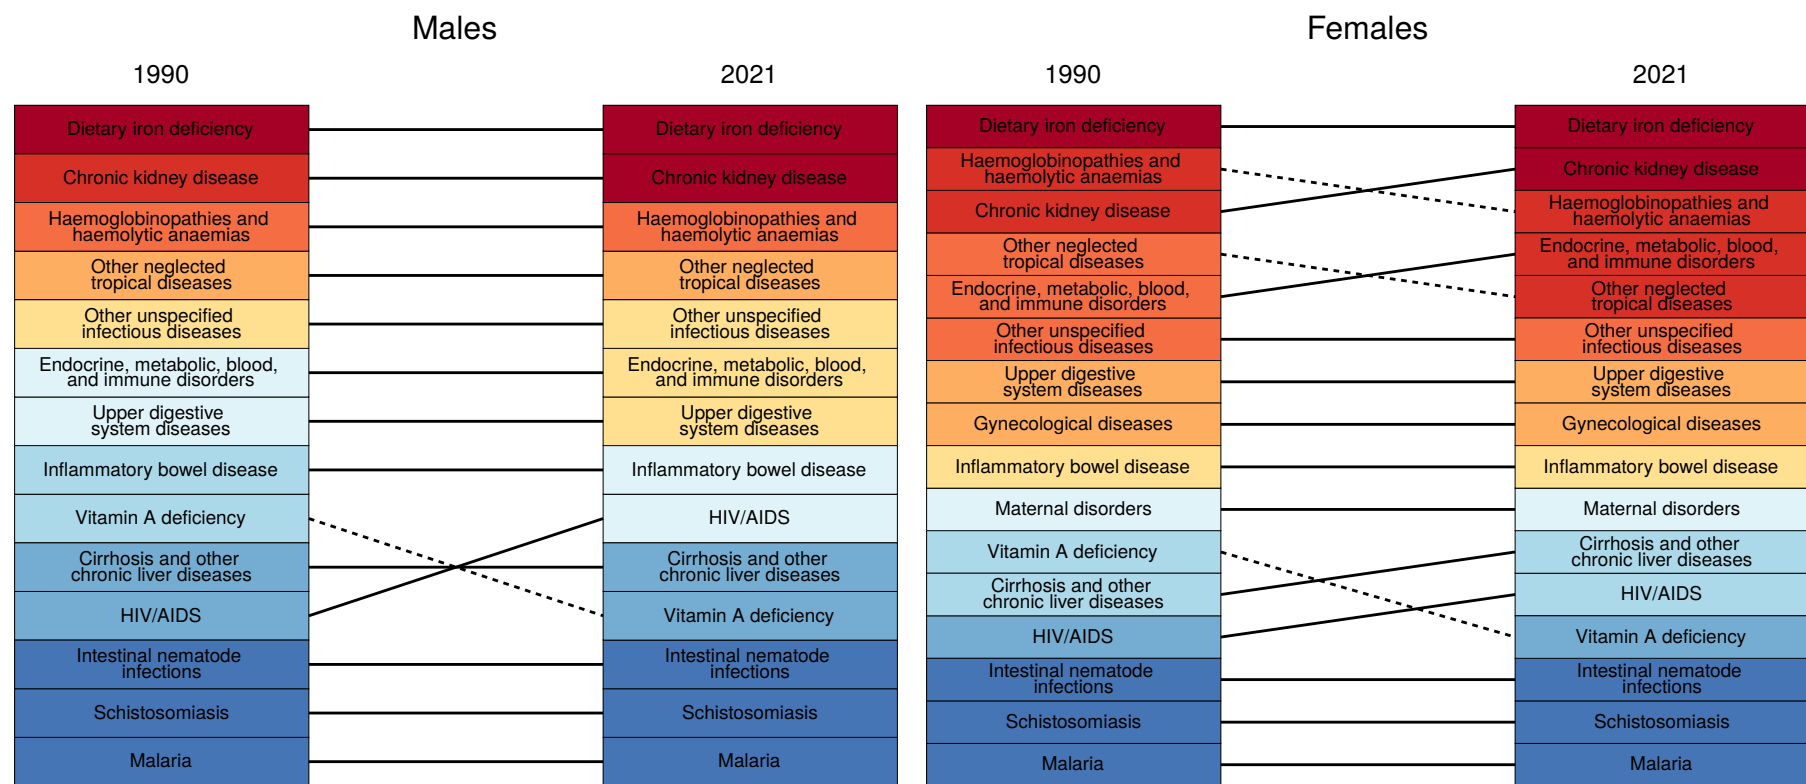 Males
1990
2021
Dietary iron deficiency
Chronic kidney disease
Haemoglobinopathies and
haemolytic anaemias
Other neglected
tropical diseases
Other unspecified
infectious diseases
Endocrine, metabolic, blood,
and immune disorders
Upper digestive
system diseases
Inflammatory bowel disease
Vitamin A deficiency
Cirrhosis and other
chronic liver diseases
HIV/AIDS
Intestinal nematode
infections
Schistosomiasis
Malaria
Dietary iron deficiency
Chronic kidney disease
Haemoglobinopathies and
haemolytic anaemias
Other neglected
tropical diseases
Other unspecified
infectious diseases
Endocrine, metabolic, blood,
and immune disorders
Upper digestive
system diseases
Inflammatory bowel disease
HIV/AIDS
Cirrhosis and other
chronic liver diseases
Vitamin A deficiency
Intestinal nematode
infections
Schistosomiasis
Malaria
Females
1990
2021
Dietary iron deficiency
Haemoglobinopathies and
haemolytic anaemias
Chronic kidney disease
Other neglected
tropical diseases
Endocrine, metabolic, blood,
and immune disorders
Other unspecified
infectious diseases
Upper digestive
system diseases
Gynecological diseases
Inflammatory bowel disease
Maternal disorders
Vitamin A deficiency
Cirrhosis and other
chronic liver diseases
HIV/AIDS
Intestinal nematode
infections
Schistosomiasis
Malaria
Dietary iron deficiency
Chronic kidney disease
Haemoglobinopathies and
haemolytic anaemias
Endocrine, metabolic, blood,
and immune disorders
Other neglected
tropical diseases
Other unspecified
infectious diseases
Upper digestive
system diseases
Gynecological diseases
Inflammatory bowel disease
Maternal disorders
Cirrhosis and other
chronic liver diseases
HIV/AIDS
Vitamin A deficiency
Intestinal nematode
infections
Schistosomiasis
Malaria